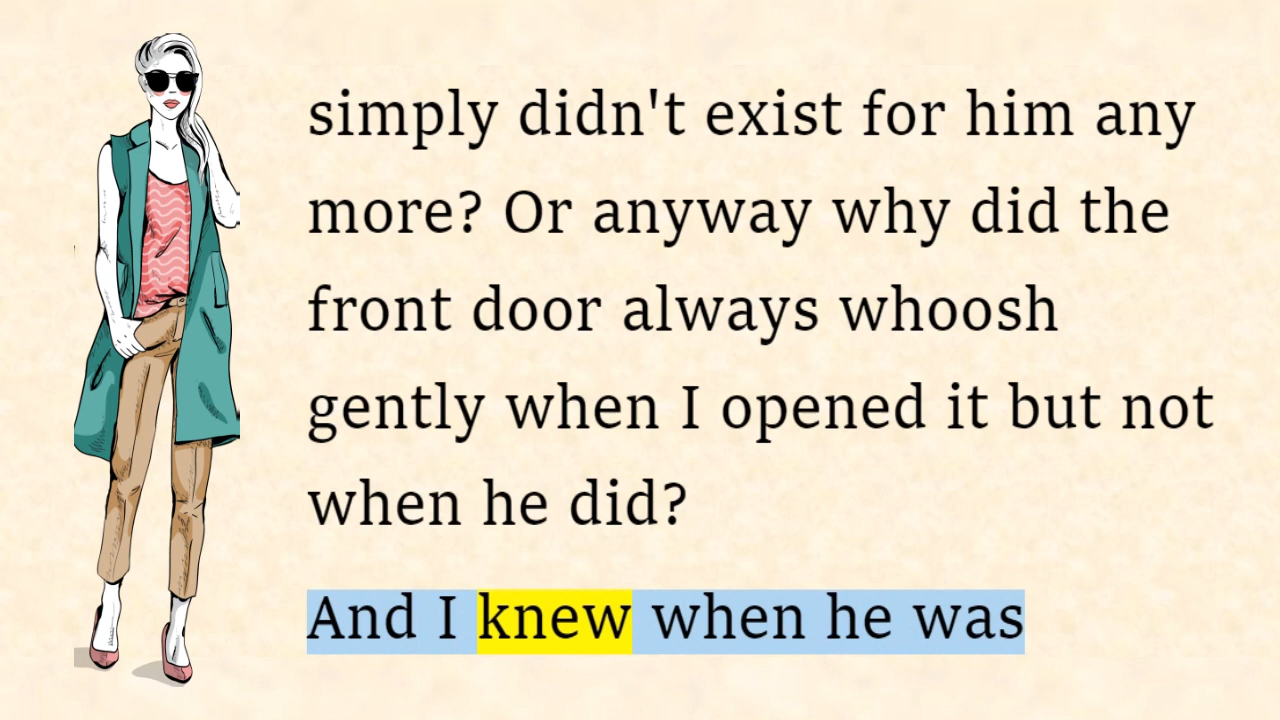 simply didn't exist for him any
more? Or anyway why did the
front door always whoosh
gently when I opened it but not
when he did?
And I knew when he was